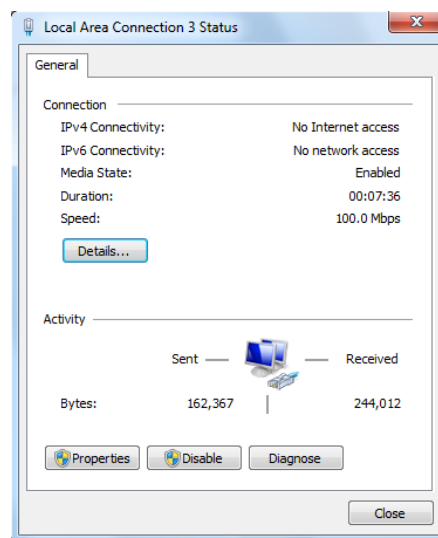 Local Area Connection 3 Status
General
Connection
IPv4 Connectivity: No Internet access
IPv6 Connectivity: No network access
Media State: Enabled
Duration: 00:07:36
Speed: 100.0 Mbps
Details...
Activity
Sent Received
Bytes: 162,367 244,012
Properties Disable Diagnose
Close